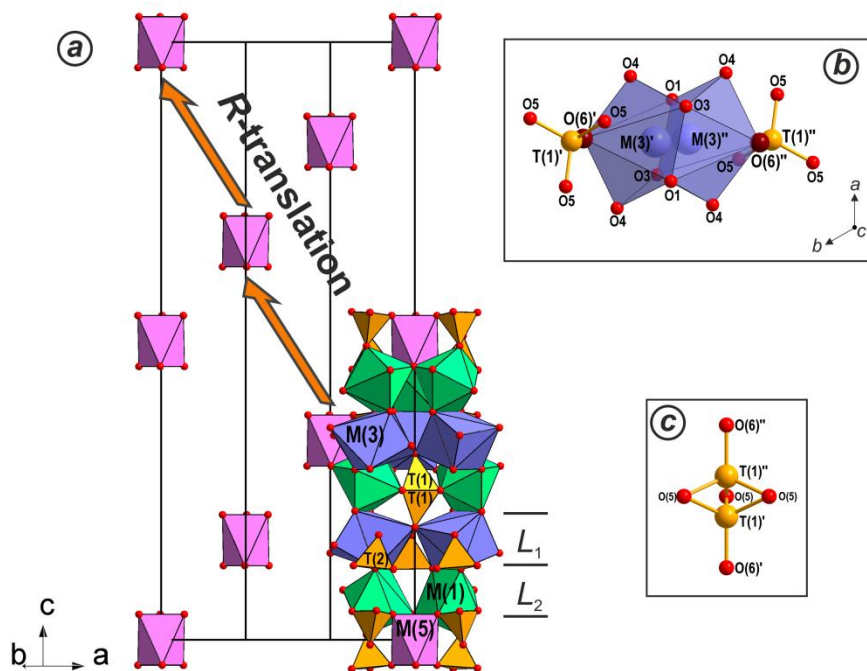 a
R-translation
M(3)
T(1)
T(1)
L1
T(2)
M(1)
L2
M(5)
c
b
a
b
O4
O4
O1
O3
O5
O5
O(6)'
O5
M(3)'
M(3)''
T(1)'
T(1)''
O5
O(6)''
O5
O5
O3
O1
O4
O4
a
b
c
c
O(6)''
T(1)''
O(5)
O(5)
O(5)
T(1)'
O(6)'